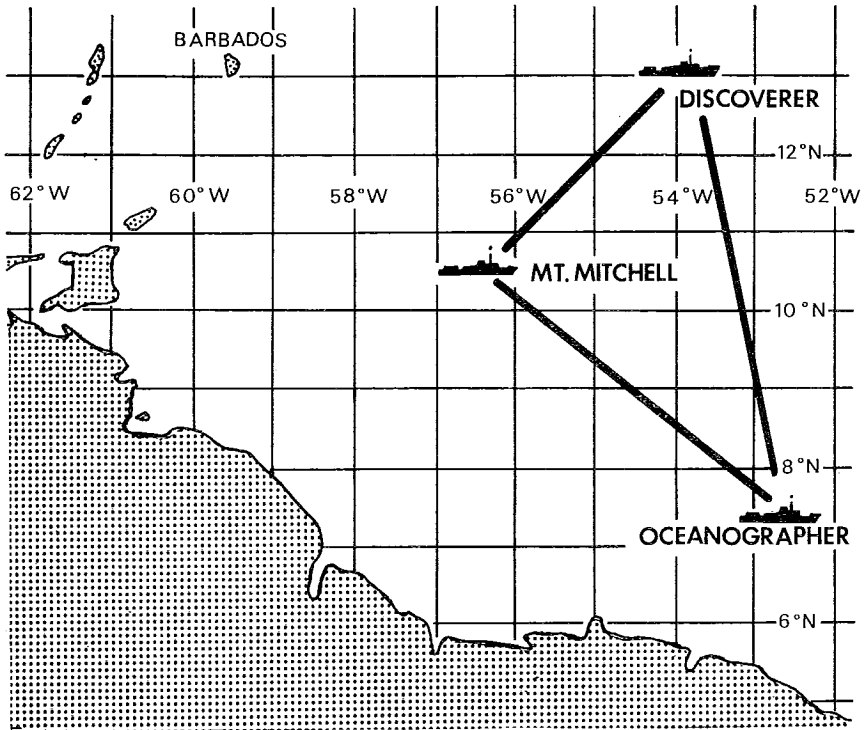 BARBADOS
DISCOVERER
12°N
62°W 60°W 58°W 56°W 54°W 52°W
MT. MITCHELL
10°N
8°N
OCEANOGRAPHER
6°N